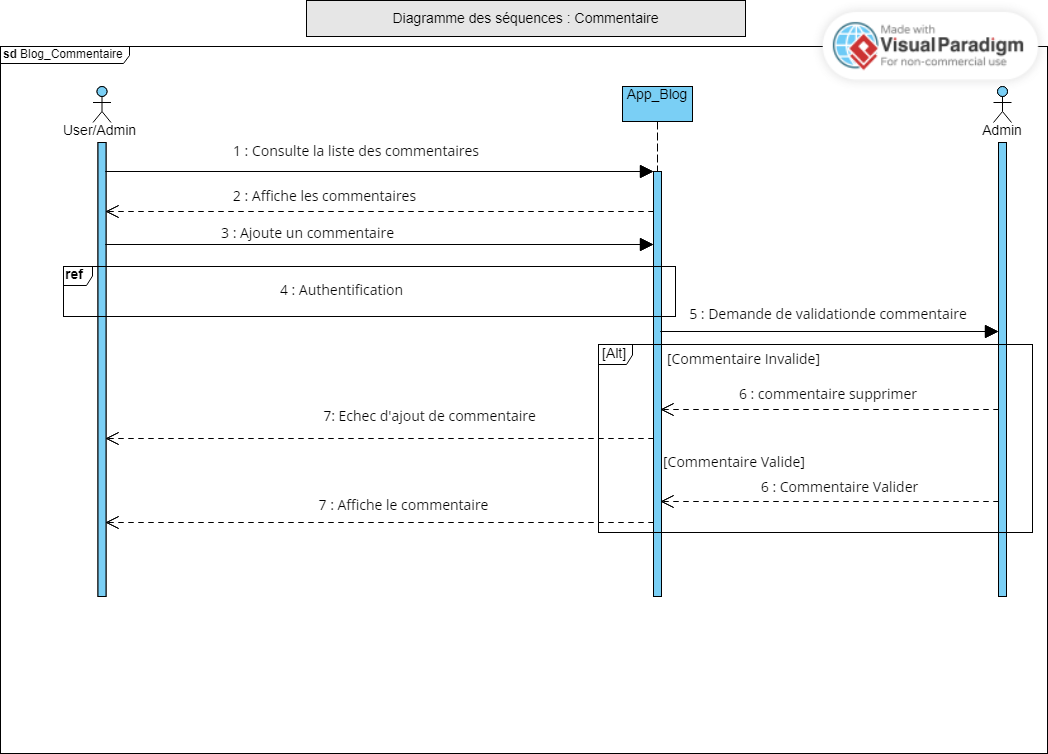 Diagramme des séquences : Commentaire
Made with
VisualParadigm
For non-commercial use
sd Blog_Commentaire
User/Admin
App_Blog
Admin
1 : Consulte la liste des commentaires
2 : Affiche les commentaires
3 : Ajoute un commentaire
ref
4 : Authentification
5 : Demande de validationde commentaire
[Alt]
[Commentaire Invalide]
6 : commentaire supprimer
7: Echec d'ajout de commentaire
[Commentaire Valide]
6 : Commentaire Valider
7 : Affiche le commentaire